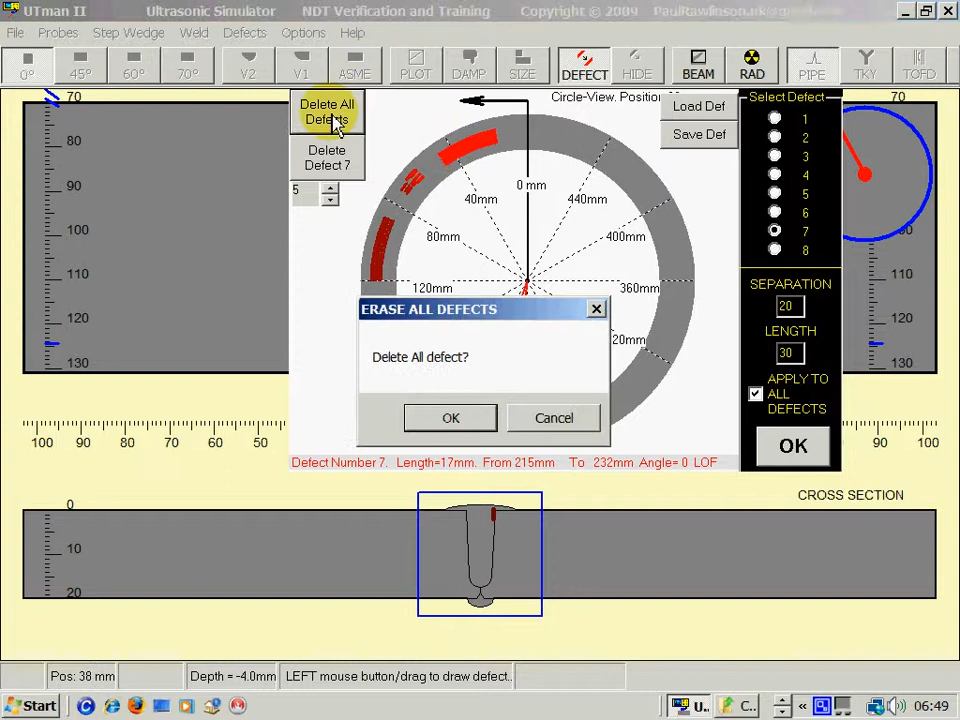 UTman II Ultrasonic Simulator NDT Verification and Training Copyright © 2009 PaulRawlinson.uk@gmail.com
File Probes Step Wedge Weld Defects Options Help
0° 45° 60° 70° V2 V1 ASME PLOT DAMP SIZE DEFECT HIDE BEAM RAD PIPE TKY TOFD
70
80
90
100
110
120
130
100 90 80 70 60 50
Delete All
Defects
Delete
Defect 7
5
Circle-View. Position
0 mm
40mm
440mm
80mm
400mm
120mm
360mm
20mm
Load Def
Save Def
ERASE ALL DEFECTS
Delete All defect?
OK Cancel
Defect Number 7. Length=17mm. From 215mm To 232mm Angle= 0 LOF
Select Defect
1
2
3
4
5
6
7
8
SEPARATION
20
LENGTH
30
APPLY TO
ALL
DEFECTS
OK
70
100
110
120
130
90 100
CROSS SECTION
0
10
20
Pos: 38 mm Depth = -4.0mm LEFT mouse button/drag to draw defect..
Start U.. C.. « 06:49